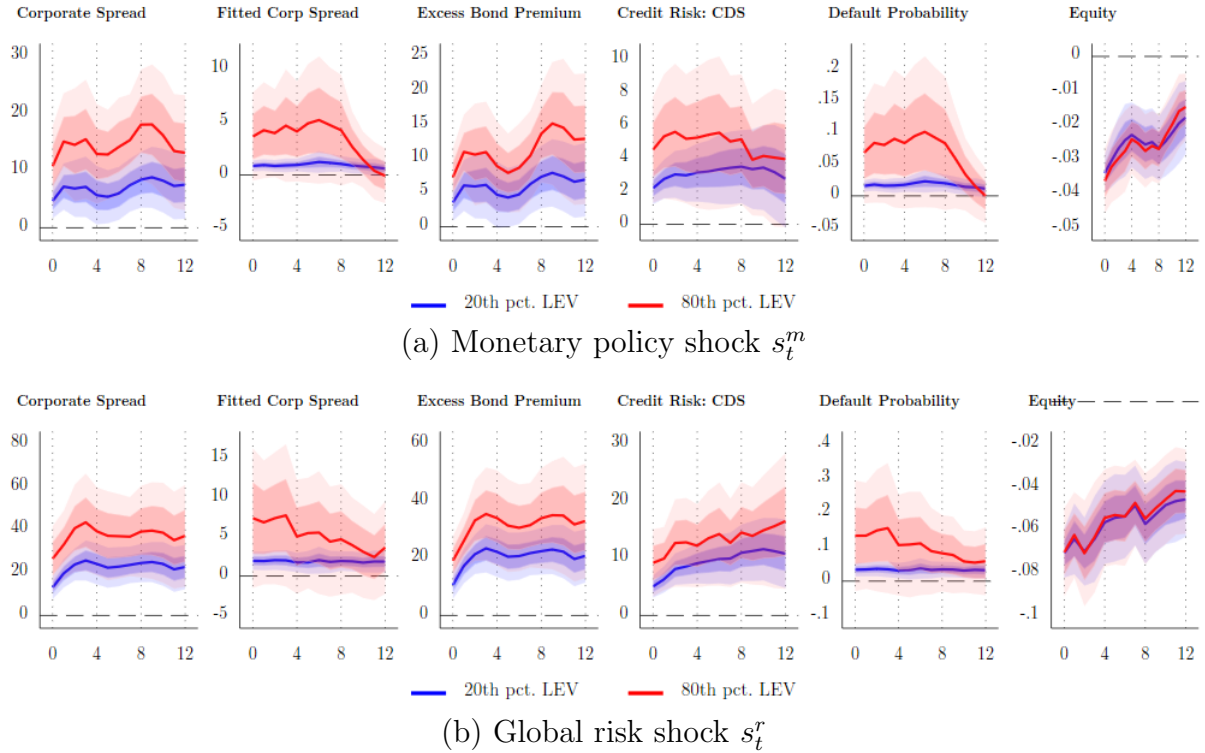 Corporate Spread Fitted Corp Spread Excess Bond Premium Credit Risk: CDS Default Probability Equity
30 10 25 10 .2 0
20 5 20 8 .15 -.01
10 0 15 6 .1 -.02
0 -5 10 4 .05 -.03
5 2 0 -.04
0 0 -.05 -.05
0 4 8 12 0 4 8 12 0 4 8 12 0 4 8 12 0 4 8 12 0 4 8 12
20th pct. LEV 80th pct. LEV
(a) Monetary policy shock s_t^m
Corporate Spread Fitted Corp Spread Excess Bond Premium Credit Risk: CDS Default Probability Equity
80 15 60 30 .4 -.02
60 10 40 20 .3 -.04
40 5 20 10 .2 -.06
20 0 0 0 .1 -.08
0 -5 0 -.1
-.1
0 4 8 12 0 4 8 12 0 4 8 12 0 4 8 12 0 4 8 12 0 4 8 12
20th pct. LEV 80th pct. LEV
(b) Global risk shock s_t^r